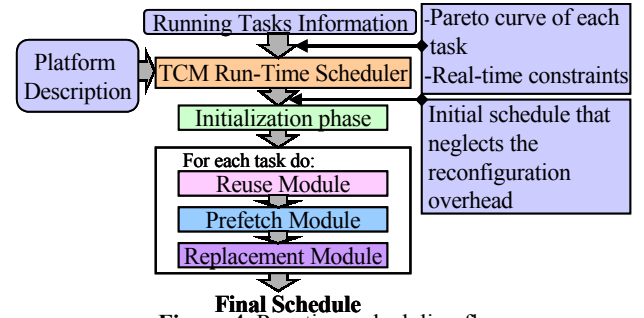 Running Tasks Information
-Pareto curve of each
task
-Real-time constraints
Platform
Description
TCM Run-Time Scheduler
Initialization phase
Initial schedule that
neglects the
reconfiguration
overhead
For each task do:
Reuse Module
Prefetch Module
Replacement Module
Final Schedule